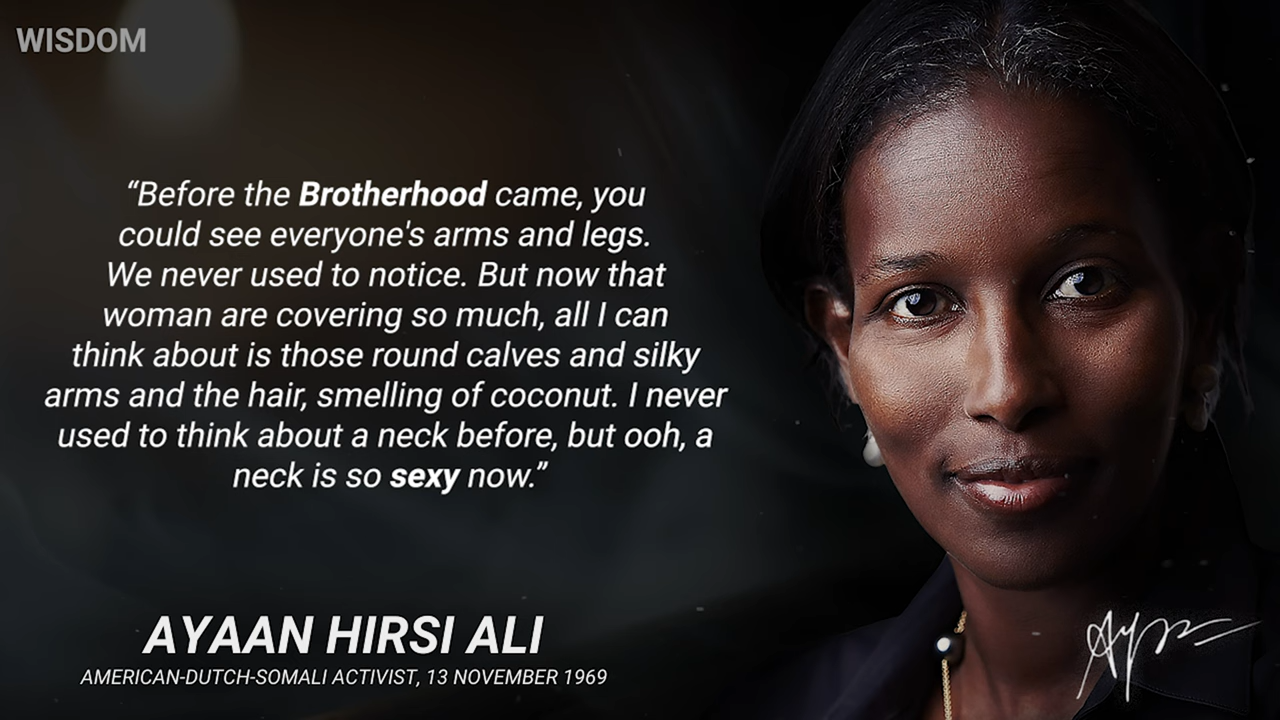 WISDOM
“Before the Brotherhood came, you
could see everyone's arms and legs.
We never used to notice. But now that
woman are covering so much, all I can
think about is those round calves and silky
arms and the hair, smelling of coconut. I never
used to think about a neck before, but ooh, a
neck is so sexy now.”
AYAAN HIRSI ALI
AMERICAN-DUTCH-SOMALI ACTIVIST, 13 NOVEMBER 1969